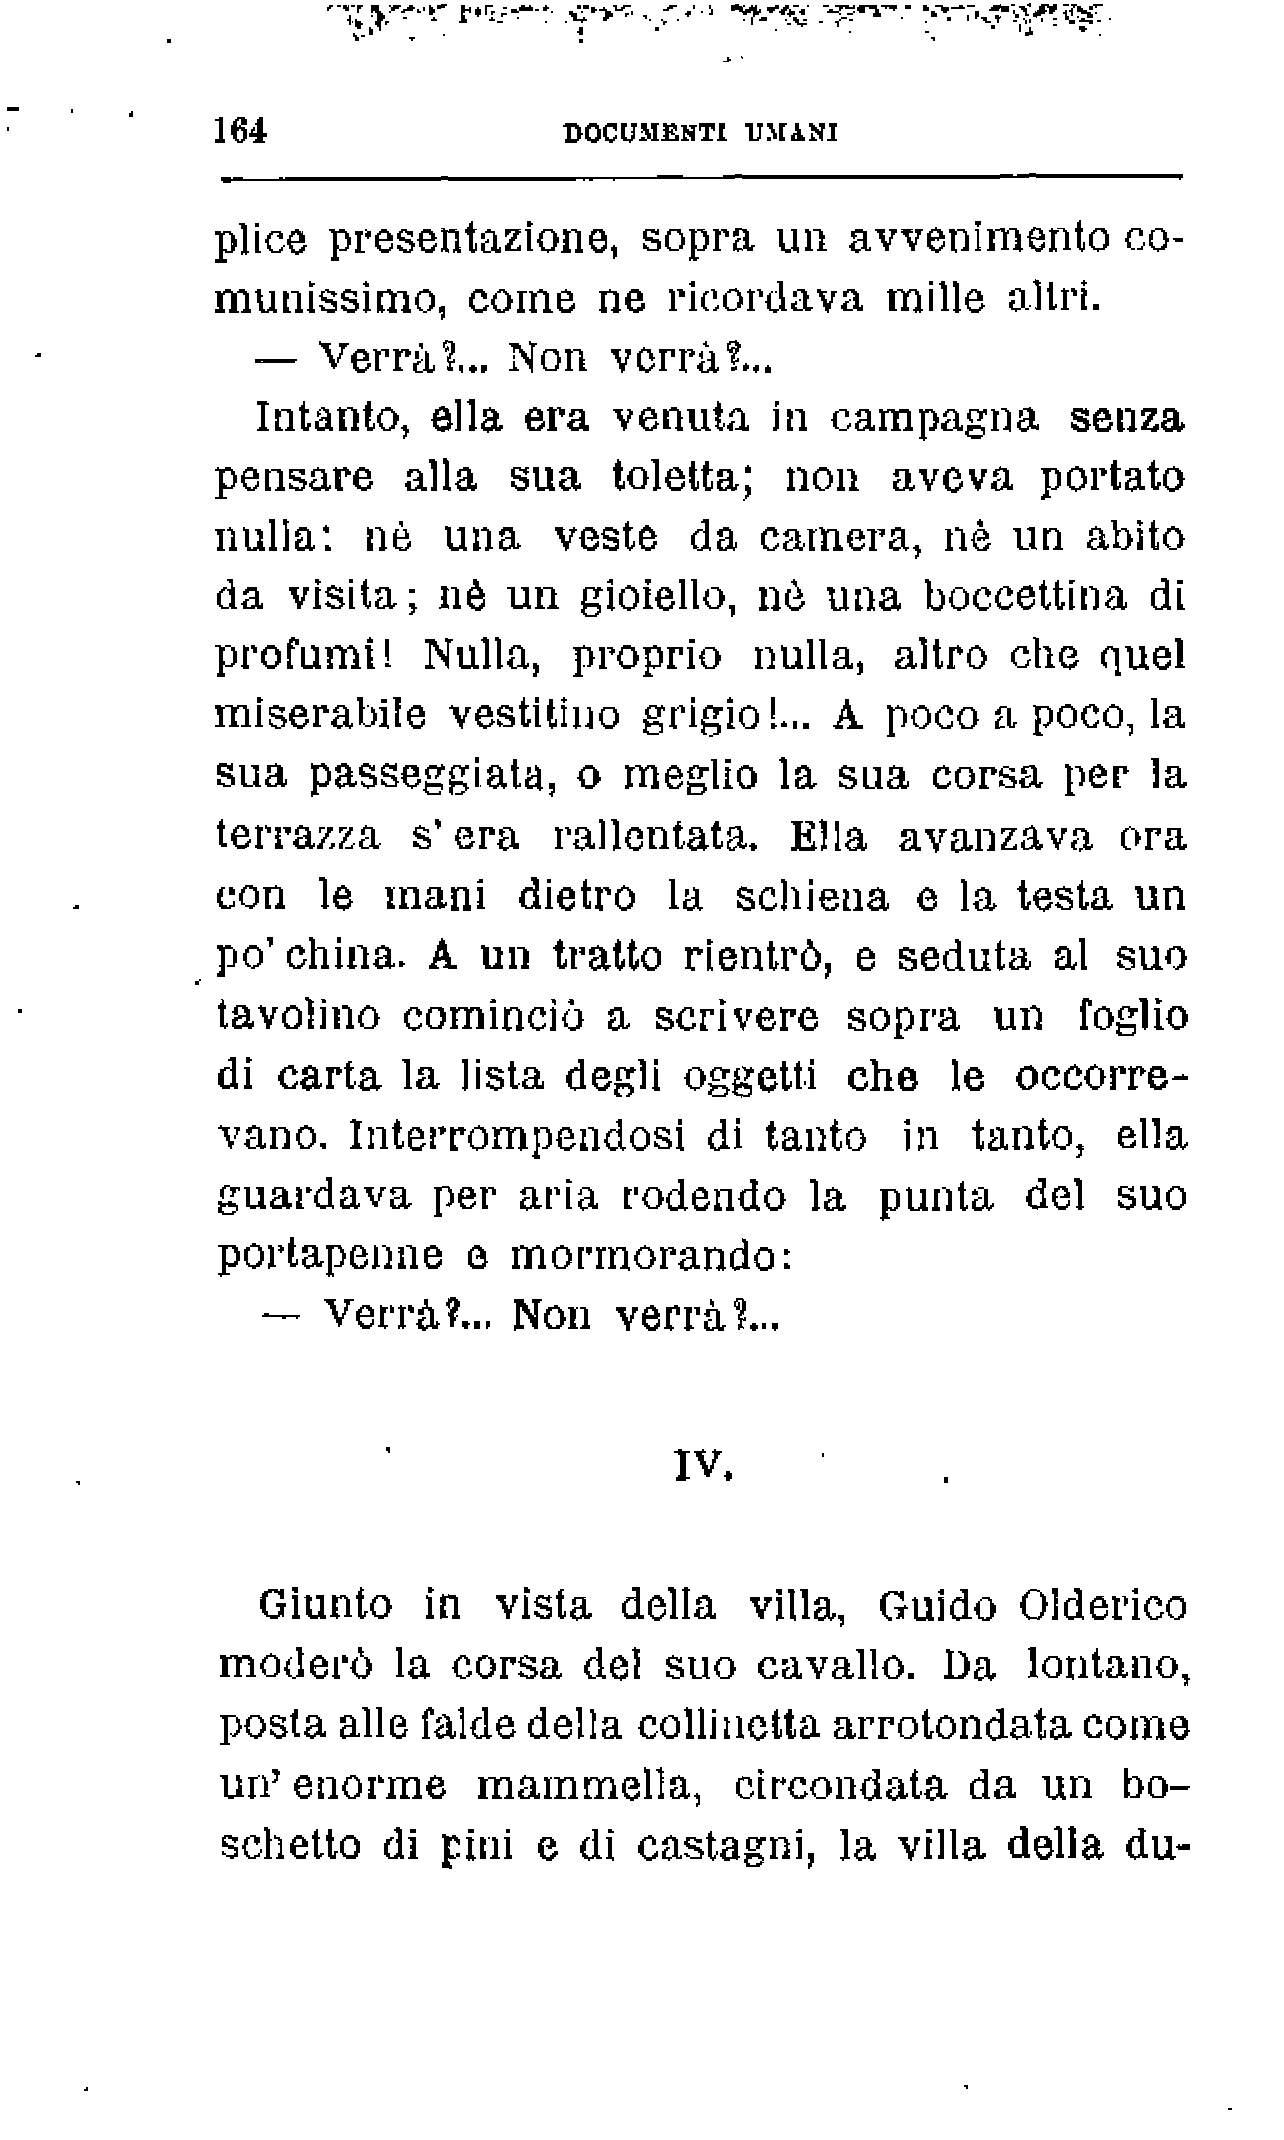 164 DOCUMENTI UMANI
plice presentazione, sopra un avvenimento co-
munissimo, come ne ricordava mille altri.
— Verrà?... Non verrà?...
Intanto, ella era venuta in campagna senza
pensare alla sua toletta; non aveva portato
nulla: nè una veste da camera, nè un abito
da visita; nè un gioiello, nè una boccettina di
profumi! Nulla, proprio nulla, altro che quel
miserabile vestitino grigio!... A poco a poco, la
sua passeggiata, o meglio la sua corsa per la
terrazza s' era rallentata. Ella avanzava ora
con le mani dietro la schiena e la testa un
po' china. A un tratto rientrò, e seduta al suo
tavolino cominciò a scrivere sopra un foglio
di carta la lista degli oggetti che le occorre-
vano. Interrompendosi di tanto in tanto, ella
guardava per aria rodendo la punta del suo
portapenne e mormorando:
— Verrà?... Non verrà?...
IV.
Giunto in vista della villa, Guido Olderico
moderò la corsa del suo cavallo. Da lontano,
posta alle falde della collinetta arrotondata come
un' enorme mammella, circondata da un bo-
schetto di pini e di castagni, la villa della du-